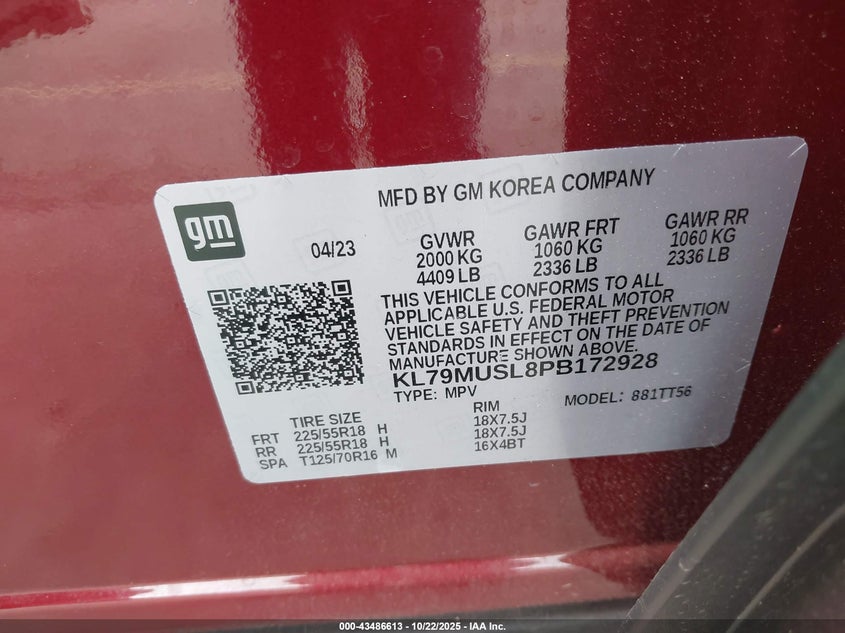 MFD BY GM KOREA COMPANY
gm
04/23
GVWR GAWR FRT GAWR RR
2000 KG 1060 KG 1060 KG
4409 LB 2336 LB 2336 LB
THIS VEHICLE CONFORMS TO ALL
APPLICABLE U.S. FEDERAL MOTOR
VEHICLE SAFETY AND THEFT PREVENTION
STANDARDS IN EFFECT ON THE DATE OF
MANUFACTURE SHOWN ABOVE.
KL79MUSL8PB172928
TYPE: MPV MODEL: 881TT56
TIRE SIZE RIM
FRT 225/55R18 H 18X7.5J
RR 225/55R18 H 18X7.5J
SPA T125/70R16 M 16X4BT
000-43486613 - 10/22/2025 - IAA Inc.